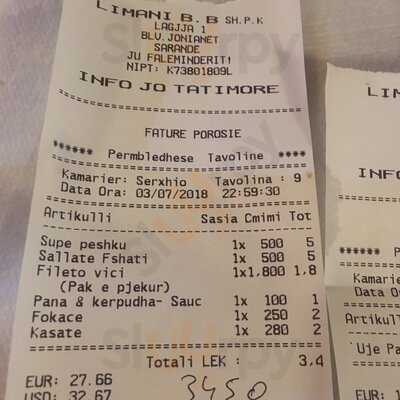 LIMANI B. B SH.P.K
LAGJJA 1
BLV.JONIANET
SARANDE
JU FALEMINDERIT!
NIPT: K73801809L
INFO JO TATIMORE
FATURE POROSIE
****** Permbledhese Tavoline ****
Kamarier: Serxhio Tavolina : 9
Data Ora: 03/07/2018 22:59:30
Artikulli Sasia Cmimi Tot
Supe peshku 1x 500 5
Sallate Fshati 1x 500 5
Fileto vici 1x1,800 1,8
(Pak e pjekur)
Pana & kerpudha- Sauc 1x 100 1
Fokace 1x 250 2
Kasate 1x 280 2
Totali LEK : 3,4
EUR: 27.66
USD: 32.67
3450
LIM
INFO
****** P
Kamarie
Data O
Artikull
Uje Pa